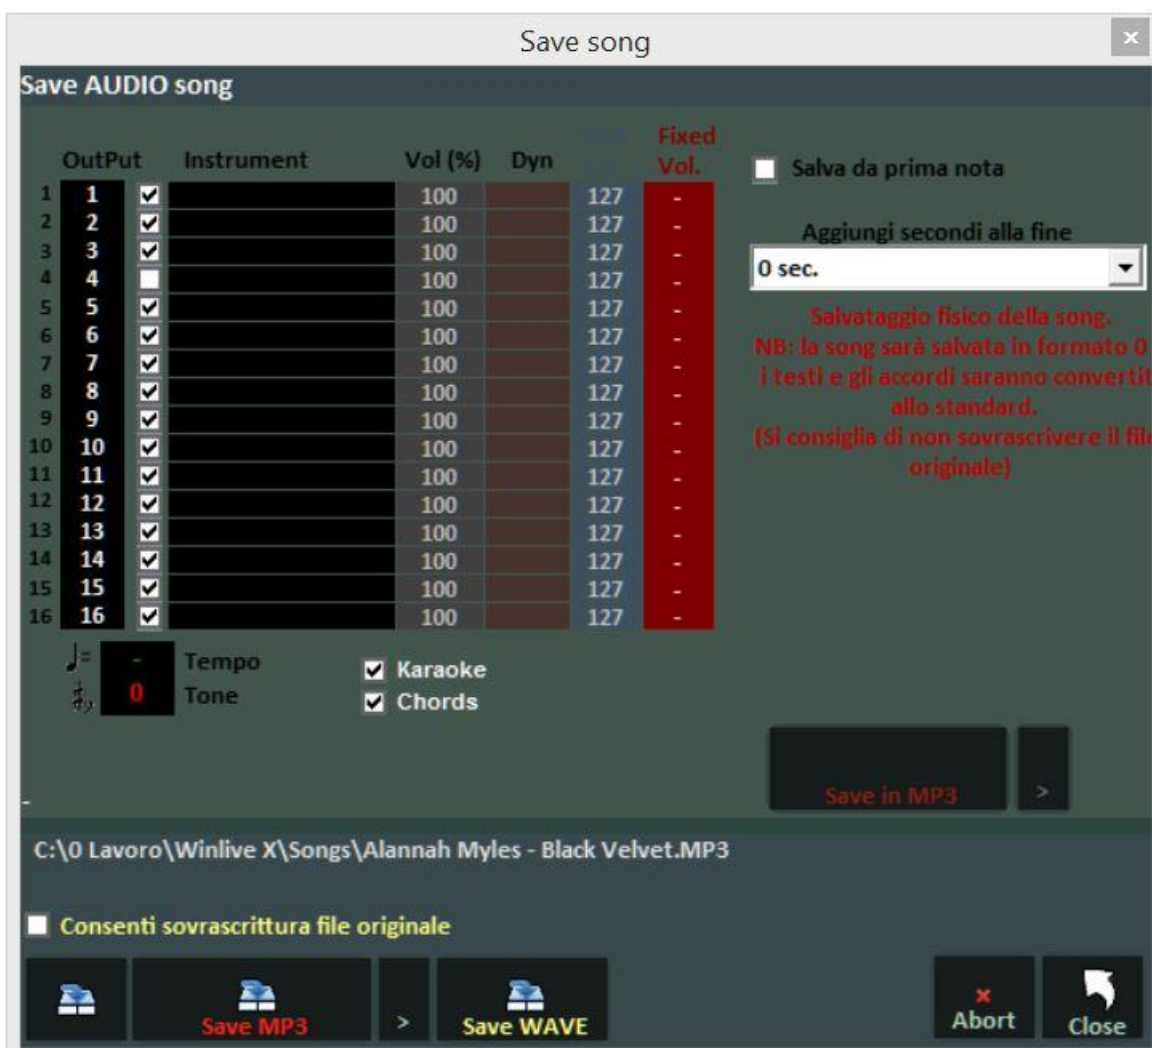 Save song
x
Save AUDIO song
OutPut Instrument Vol (%) Dyn Fixed Vol.
1 1 100 127 -
2 2 100 127 -
3 3 100 127 -
4 4 100 127 -
5 5 100 127 -
6 6 100 127 -
7 7 100 127 -
8 8 100 127 -
9 9 100 127 -
10 10 100 127 -
11 11 100 127 -
12 12 100 127 -
13 13 100 127 -
14 14 100 127 -
15 15 100 127 -
16 16 100 127 -
= - Tempo
0 Tone
Karaoke
Chords
Salva da prima nota
Aggiungi secondi alla fine
0 sec.
Salvataggio fisico della song.
NB: la song sarà salvata in formato 0
i testi e gli accordi saranno convertit
allo standard.
(Si consiglia di non sovrascrivere il file
originale)
Save in MP3 >
-
C:\0 Lavoro\Winlive X\Songs\Alannah Myles - Black Velvet.MP3
Consenti sovrascrittura file originale
Save MP3 > Save WAVE Abort Close